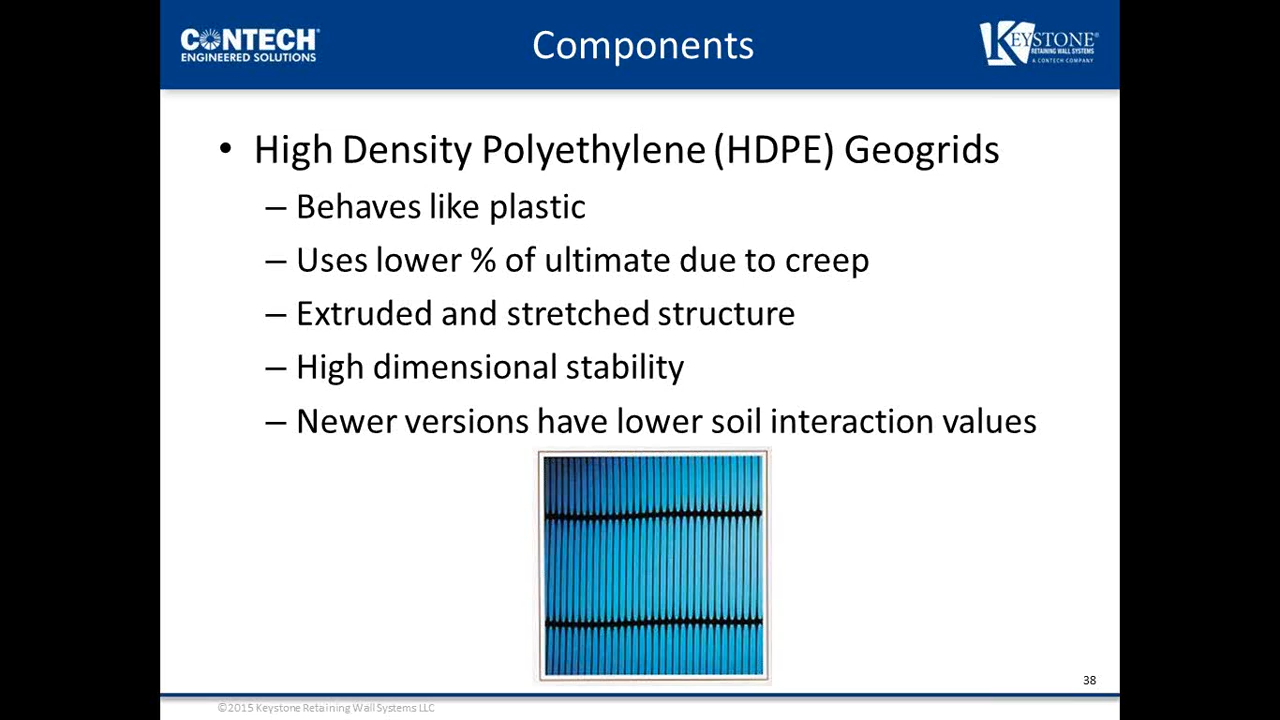 CONTECH®
ENGINEERED SOLUTIONS
Components
KEYSTONE®
RETAINING WALL SYSTEMS
A CONTECH COMPANY
• High Density Polyethylene (HDPE) Geogrids
– Behaves like plastic
– Uses lower % of ultimate due to creep
– Extruded and stretched structure
– High dimensional stability
– Newer versions have lower soil interaction values
38
©2015 Keystone Retaining Wall Systems LLC